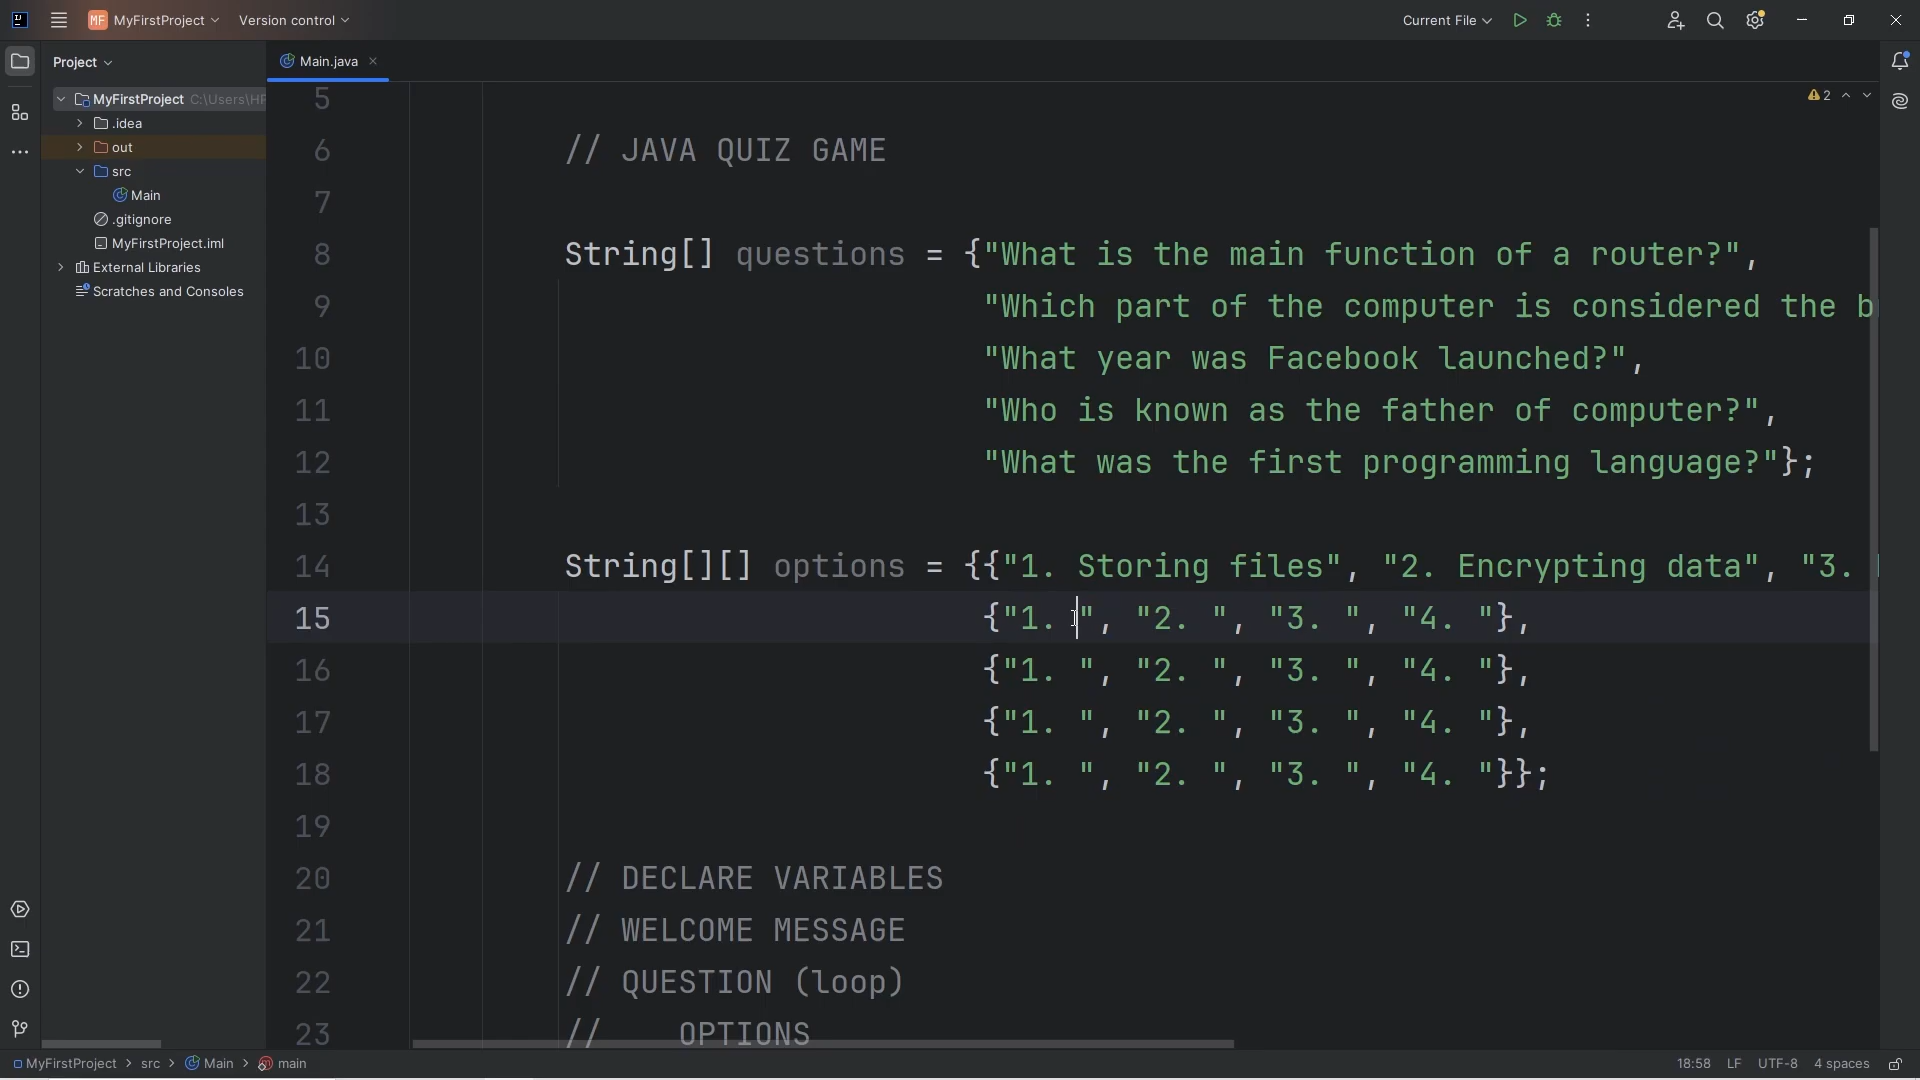 MF MyFirstProject Version control Current File
Project
Main.java
MyFirstProject C:\Users\HP
.idea
out
src
Main
.gitignore
MyFirstProject.iml
External Libraries
Scratches and Consoles
2
5
6 // JAVA QUIZ GAME
7
8 String[] questions = {"What is the main function of a router?",
9 "Which part of the computer is considered the b
10 "What year was Facebook launched?",
11 "Who is known as the father of computer?",
12 "What was the first programming language?"};
13
14 String[][] options = {{"1. Storing files", "2. Encrypting data", "3.
15 {"1. ", "2. ", "3. ", "4. "},
16 {"1. ", "2. ", "3. ", "4. "},
17 {"1. ", "2. ", "3. ", "4. "},
18 {"1. ", "2. ", "3. ", "4. "}};
19
20 // DECLARE VARIABLES
21 // WELCOME MESSAGE
22 // QUESTION (loop)
23 // OPTIONS
MyFirstProject > src > Main > main 18:58 LF UTF-8 4 spaces